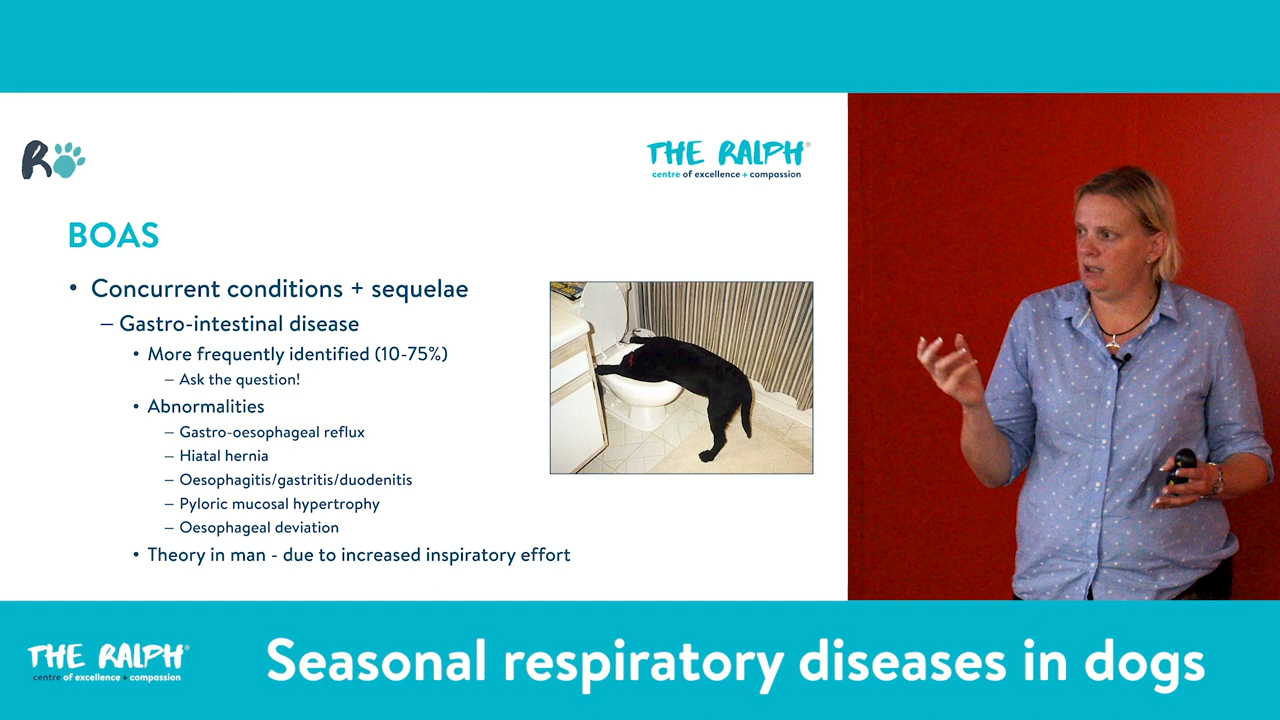 R
THE RALPH®
centre of excellence + compassion
BOAS
• Concurrent conditions + sequelae
– Gastro-intestinal disease
• More frequently identified (10-75%)
– Ask the question!
• Abnormalities
– Gastro-oesophageal reflux
– Hiatal hernia
– Oesophagitis/gastritis/duodenitis
– Pyloric mucosal hypertrophy
– Oesophageal deviation
• Theory in man - due to increased inspiratory effort
THE RALPH®
centre of excellence + compassion
Seasonal respiratory diseases in dogs